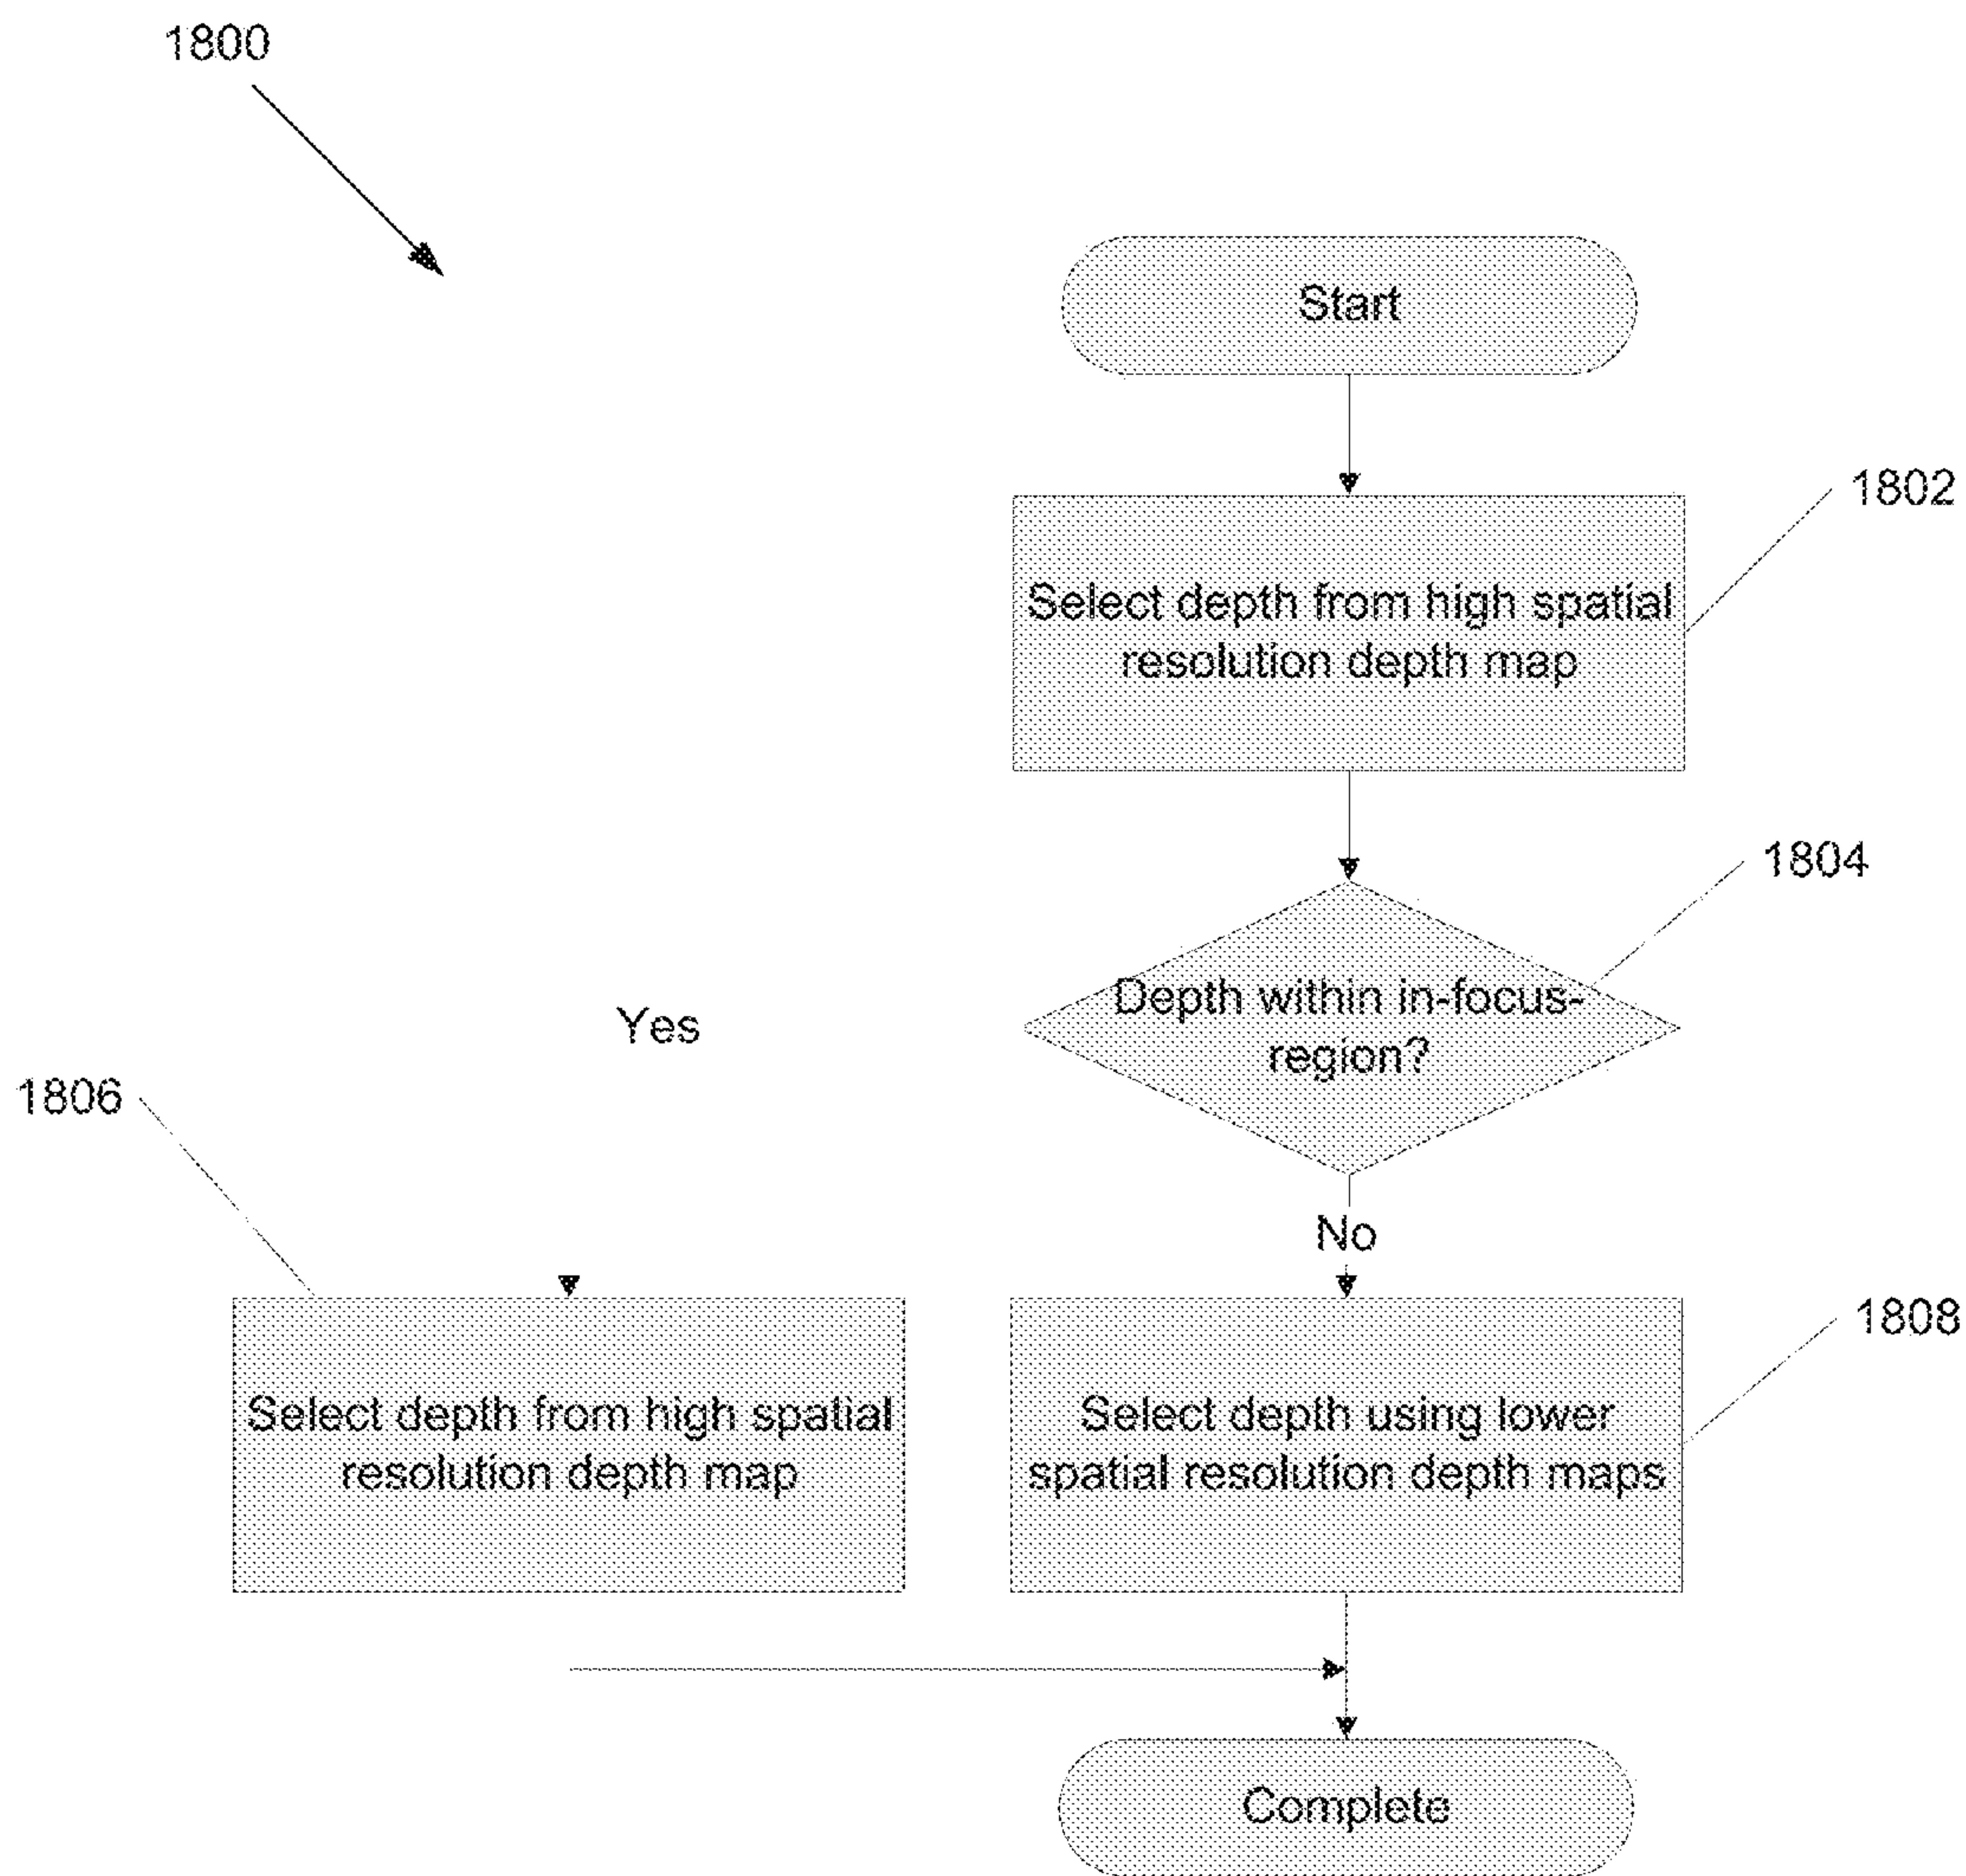 1800
Start
1802
Select depth from high spatial
resolution depth map
1804
Depth within in-focus-
region?
Yes
No
1806
Select depth from high spatial
resolution depth map
1808
Select depth using lower
spatial resolution depth maps
Complete